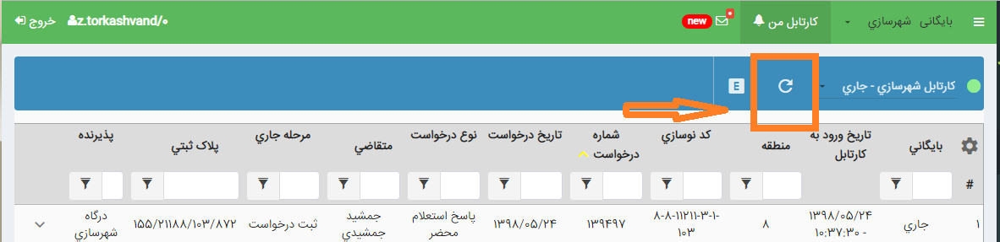 بايگانی شهرسازي
کارتابل من
new
z.torkashvand/۰
خروج
کارتابل شهرسازي - جاري
E
بايگاني
تاريخ ورود به
کارتابل
منطقه
شماره
درخواست
تاريخ درخواست
کد نوسازي
نوع درخواست
متقاضي
مرحله جاري
پلاک ثبتي
پذيرنده
#
۱
جاري
۱۳۹۸/۰۵/۲۴
- ۱۰:۳۷:۳۰
۸
۸-۸-۱۱۲۱۱-۳-۱-
۱۰۳
۱۳۹۴۹۷
۱۳۹۸/۰۵/۲۴
پاسخ استعلام
محضر
جمشيد
جمشيدي
ثبت درخواست
۱۵۵/۲۱۱۸۸/۱۰۳/۸۷۲
درگاه
شهرسازي